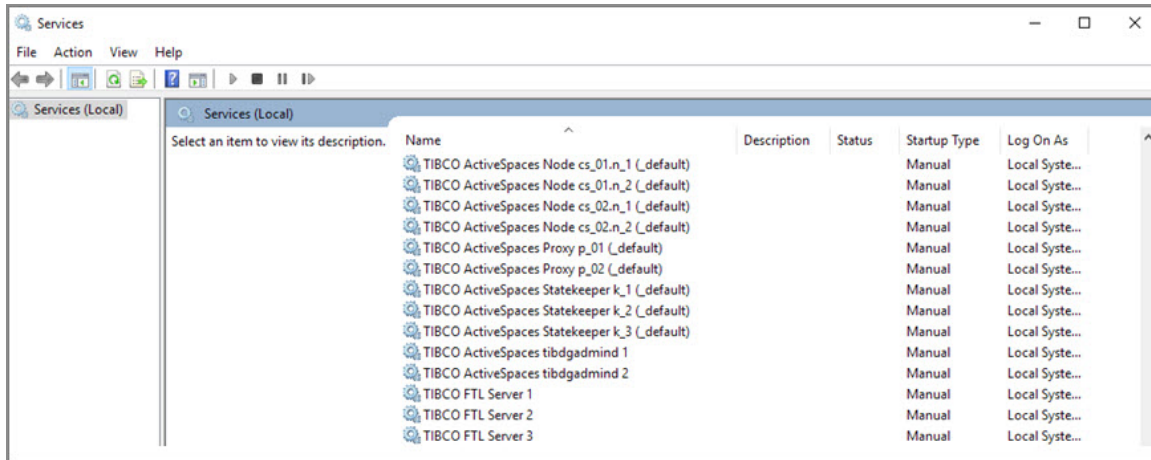 Services
File Action View Help
Services (Local)
Services (Local)
Select an item to view its description.
Name Description Status Startup Type Log On As
TIBCO ActiveSpaces Node cs_01.n_1 (_default) Manual Local Syste...
TIBCO ActiveSpaces Node cs_01.n_2 (_default) Manual Local Syste...
TIBCO ActiveSpaces Node cs_02.n_1 (_default) Manual Local Syste...
TIBCO ActiveSpaces Node cs_02.n_2 (_default) Manual Local Syste...
TIBCO ActiveSpaces Proxy p_01 (_default) Manual Local Syste...
TIBCO ActiveSpaces Proxy p_02 (_default) Manual Local Syste...
TIBCO ActiveSpaces Statekeeper k_1 (_default) Manual Local Syste...
TIBCO ActiveSpaces Statekeeper k_2 (_default) Manual Local Syste...
TIBCO ActiveSpaces Statekeeper k_3 (_default) Manual Local Syste...
TIBCO ActiveSpaces tibdgadmind 1 Manual Local Syste...
TIBCO ActiveSpaces tibdgadmind 2 Manual Local Syste...
TIBCO FTL Server 1 Manual Local Syste...
TIBCO FTL Server 2 Manual Local Syste...
TIBCO FTL Server 3 Manual Local Syste...